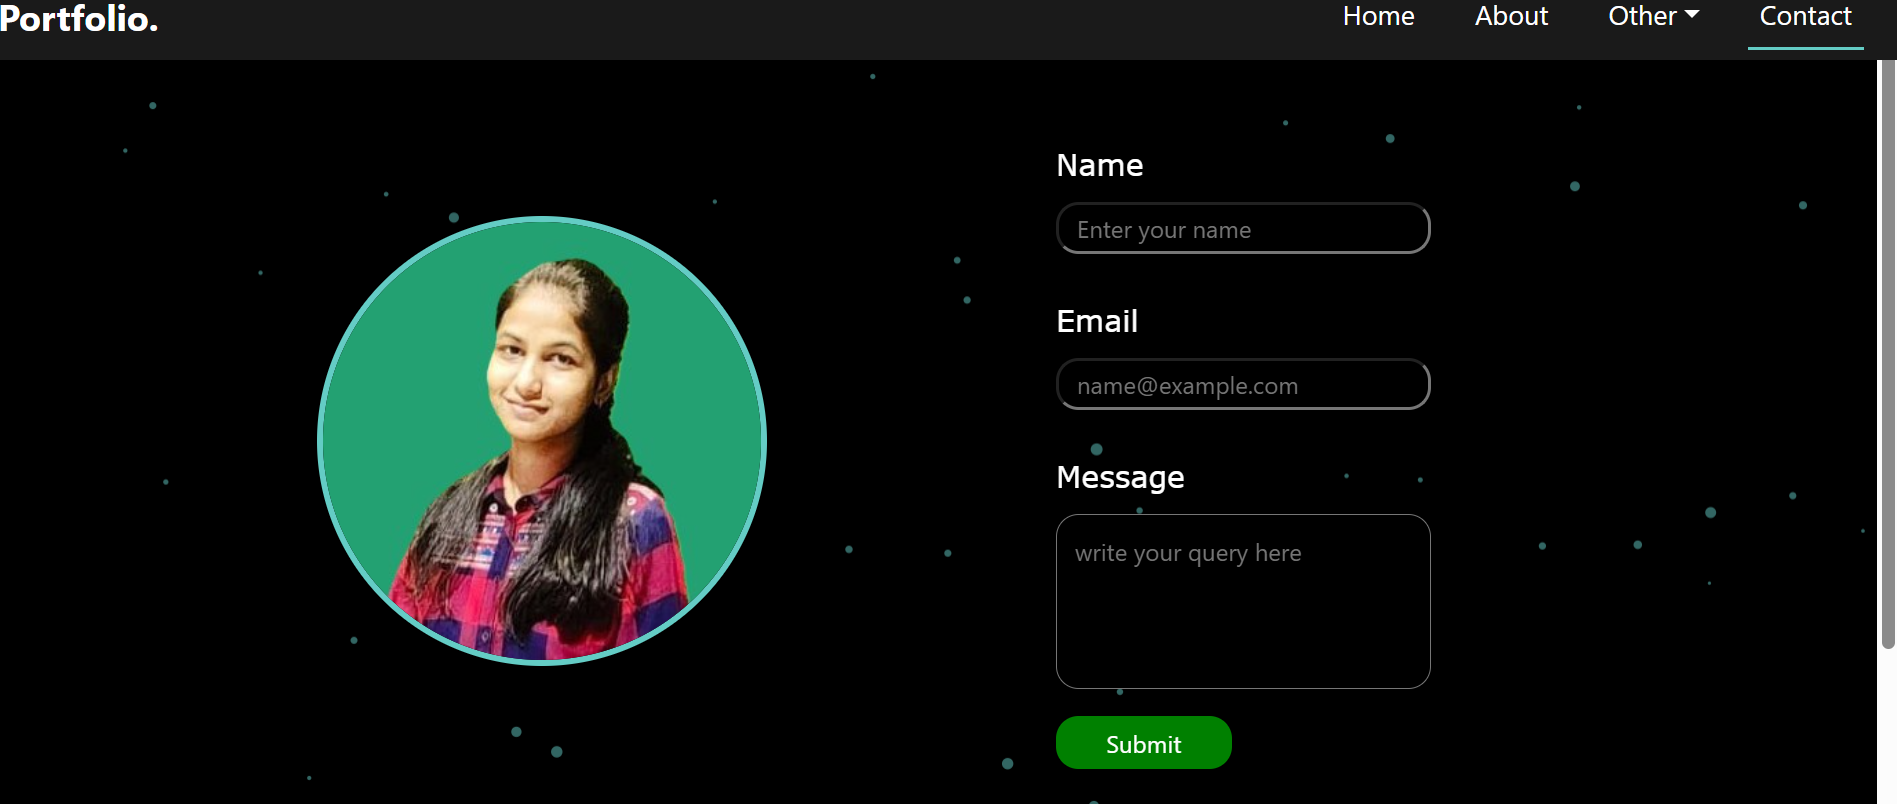 Portfolio.
Home About Other Contact
Name
Enter your name
Email
name@example.com
Message
write your query here
Submit